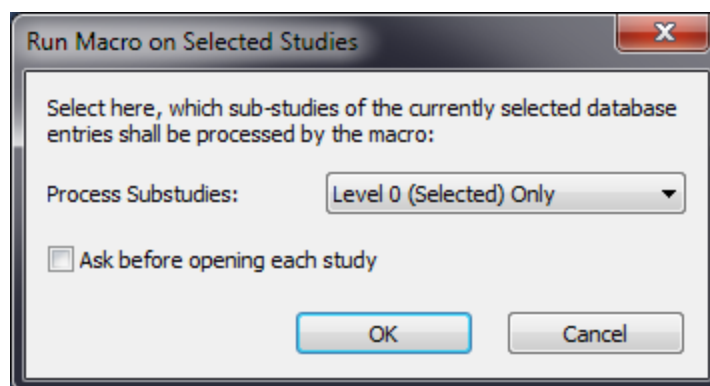 Run Macro on Selected Studies
Select here, which sub-studies of the currently selected database
entries shall be processed by the macro:
Process Substudies: Level 0 (Selected) Only
Ask before opening each study
OK Cancel